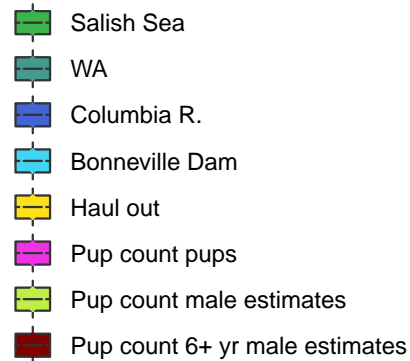 Salish Sea
WA
Columbia R.
Bonneville Dam
Haul out
Pup count pups
Pup count male estimates
Pup count 6+ yr male estimates